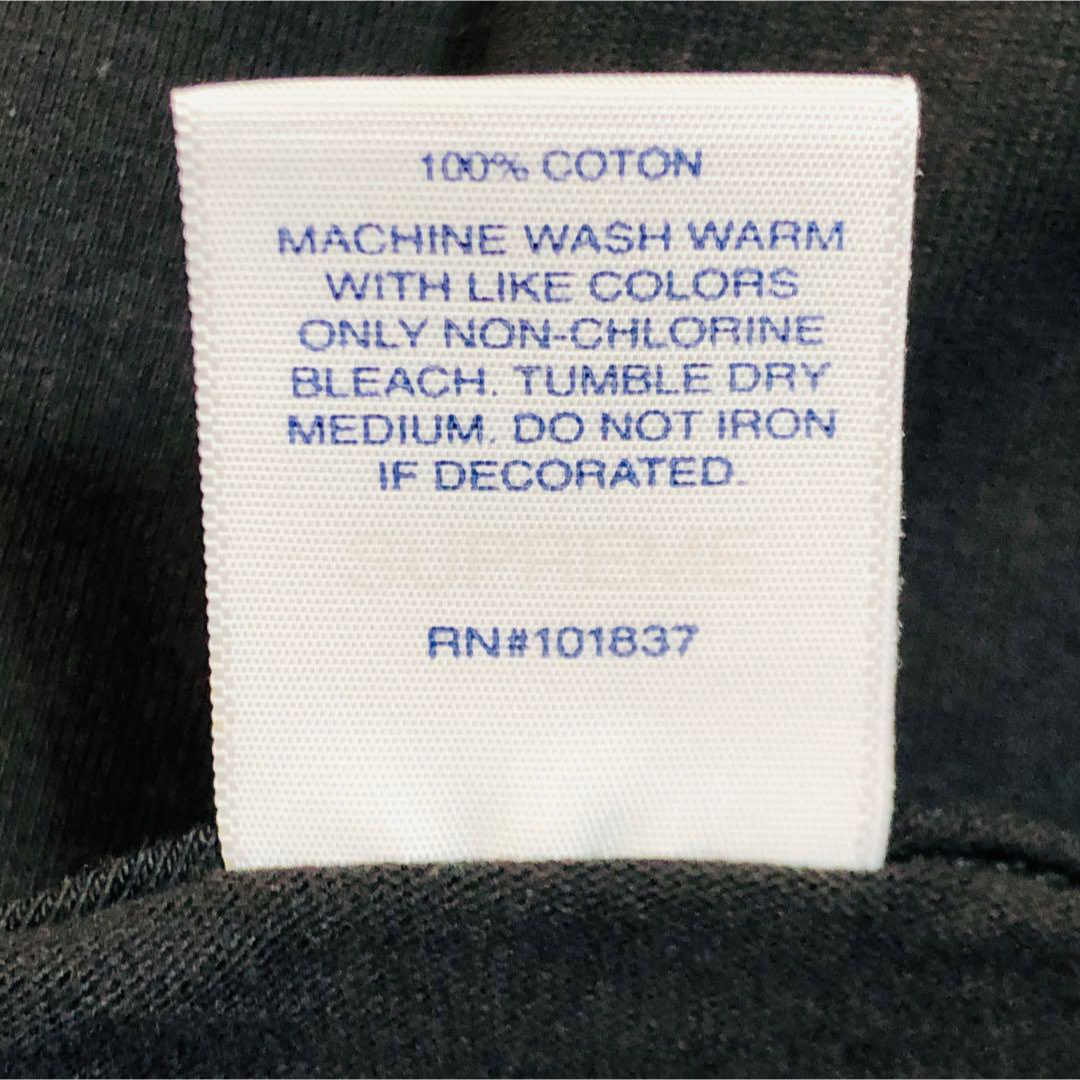 100% COTON
MACHINE WASH WARM
WITH LIKE COLORS
ONLY NON-CHLORINE
BLEACH. TUMBLE DRY
MEDIUM. DO NOT IRON
IF DECORATED.
RN#101837